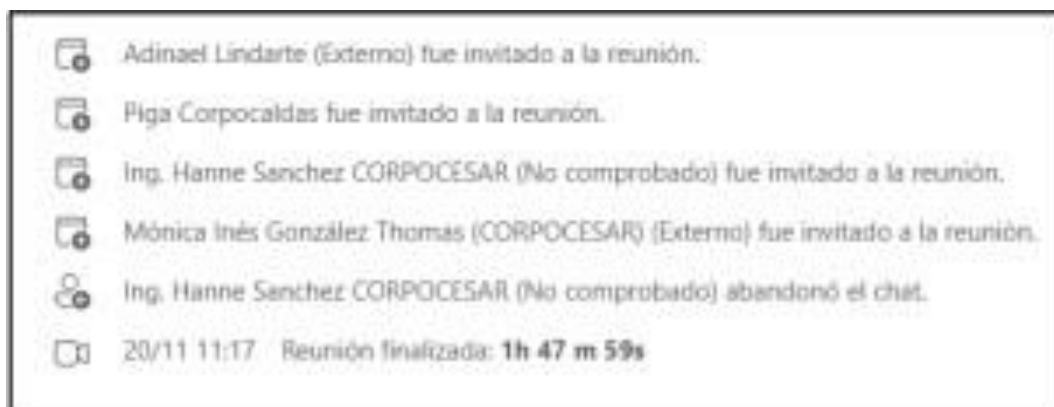 Adinael Lindarte (Externo) fue invitado a la reunión.
Piga Corpocaldas fue invitado a la reunión.
Ing. Hanne Sanchez CORPOCESAR (No comprobado) fue invitado a la reunión.
Mónica Inés González Thomas (CORPOCESAR) (Externo) fue invitado a la reunión.
Ing. Hanne Sanchez CORPOCESAR (No comprobado) abandonó el chat.
20/11 11:17 Reunión finalizada: 1h 47 m 59s